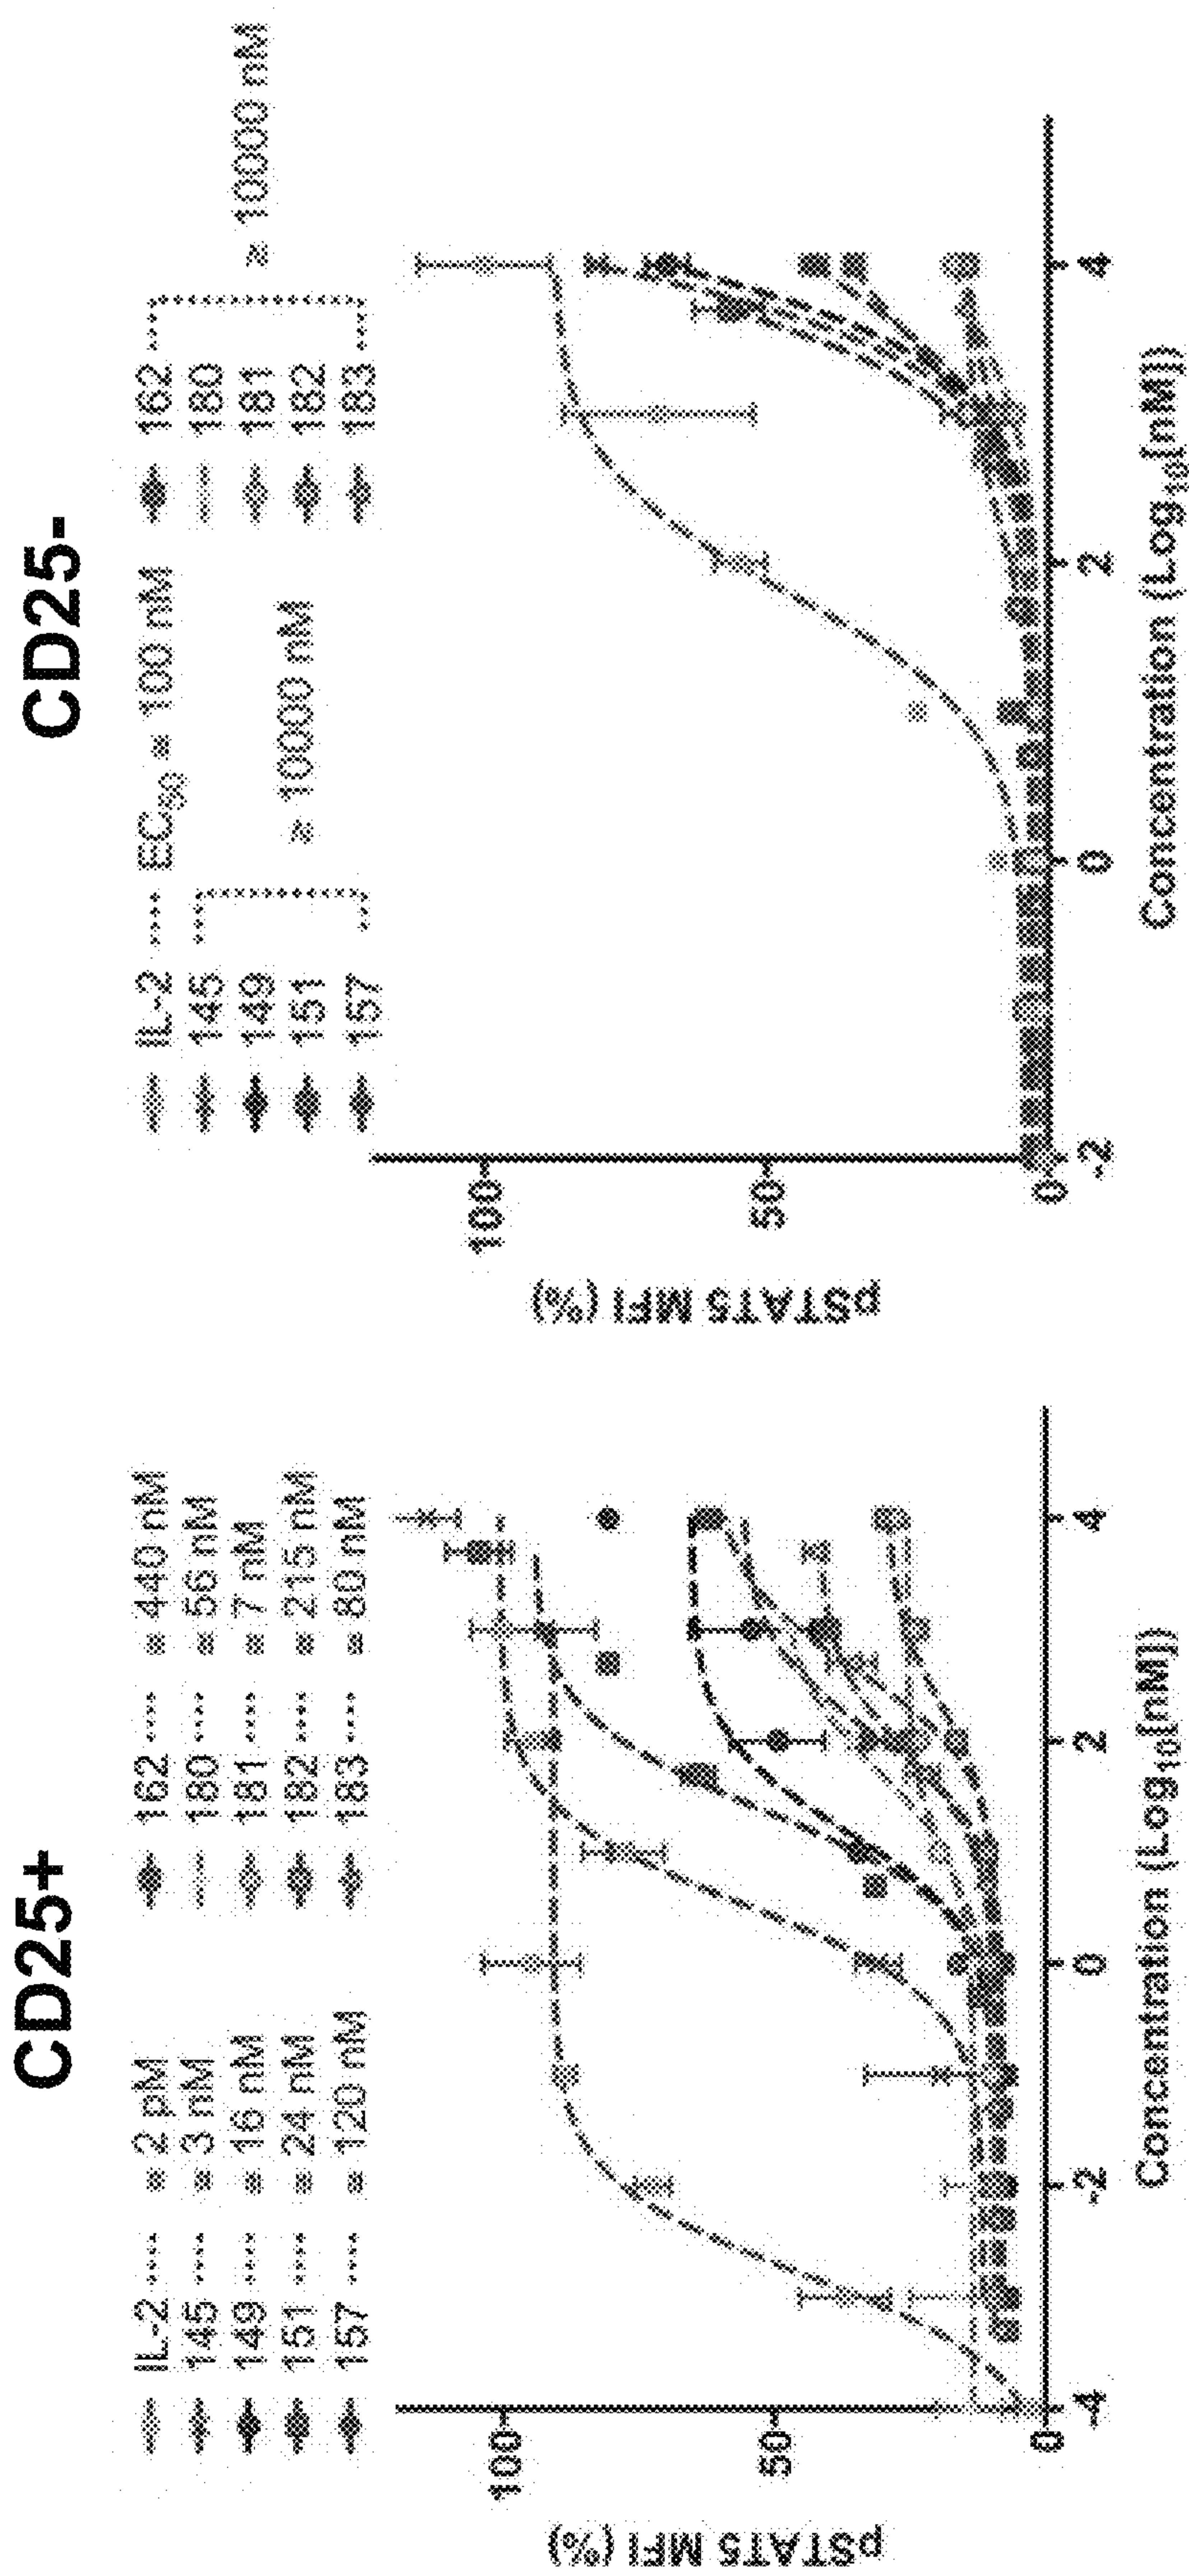 CD25+
IL-2 ≈ 2 pM
145 ≈ 3 nM
149 ≈ 16 nM
151 ≈ 24 nM
157 ≈ 120 nM
162 ≈ 440 nM
180 ≈ 56 nM
181 ≈ 7 nM
182 ≈ 215 nM
183 ≈ 80 nM
pSTAT5 MFI (%)
100
50
0
-4 -2 0 2 4
Concentration (Log10[nM])
CD25-
IL-2 EC50 ≈ 100 nM
145
149
151
157
≥ 10000 nM
162
180
181
182
183
≥ 10000 nM
pSTAT5 MFI (%)
100
50
0
-2 0 2 4
Concentration (Log10[nM])